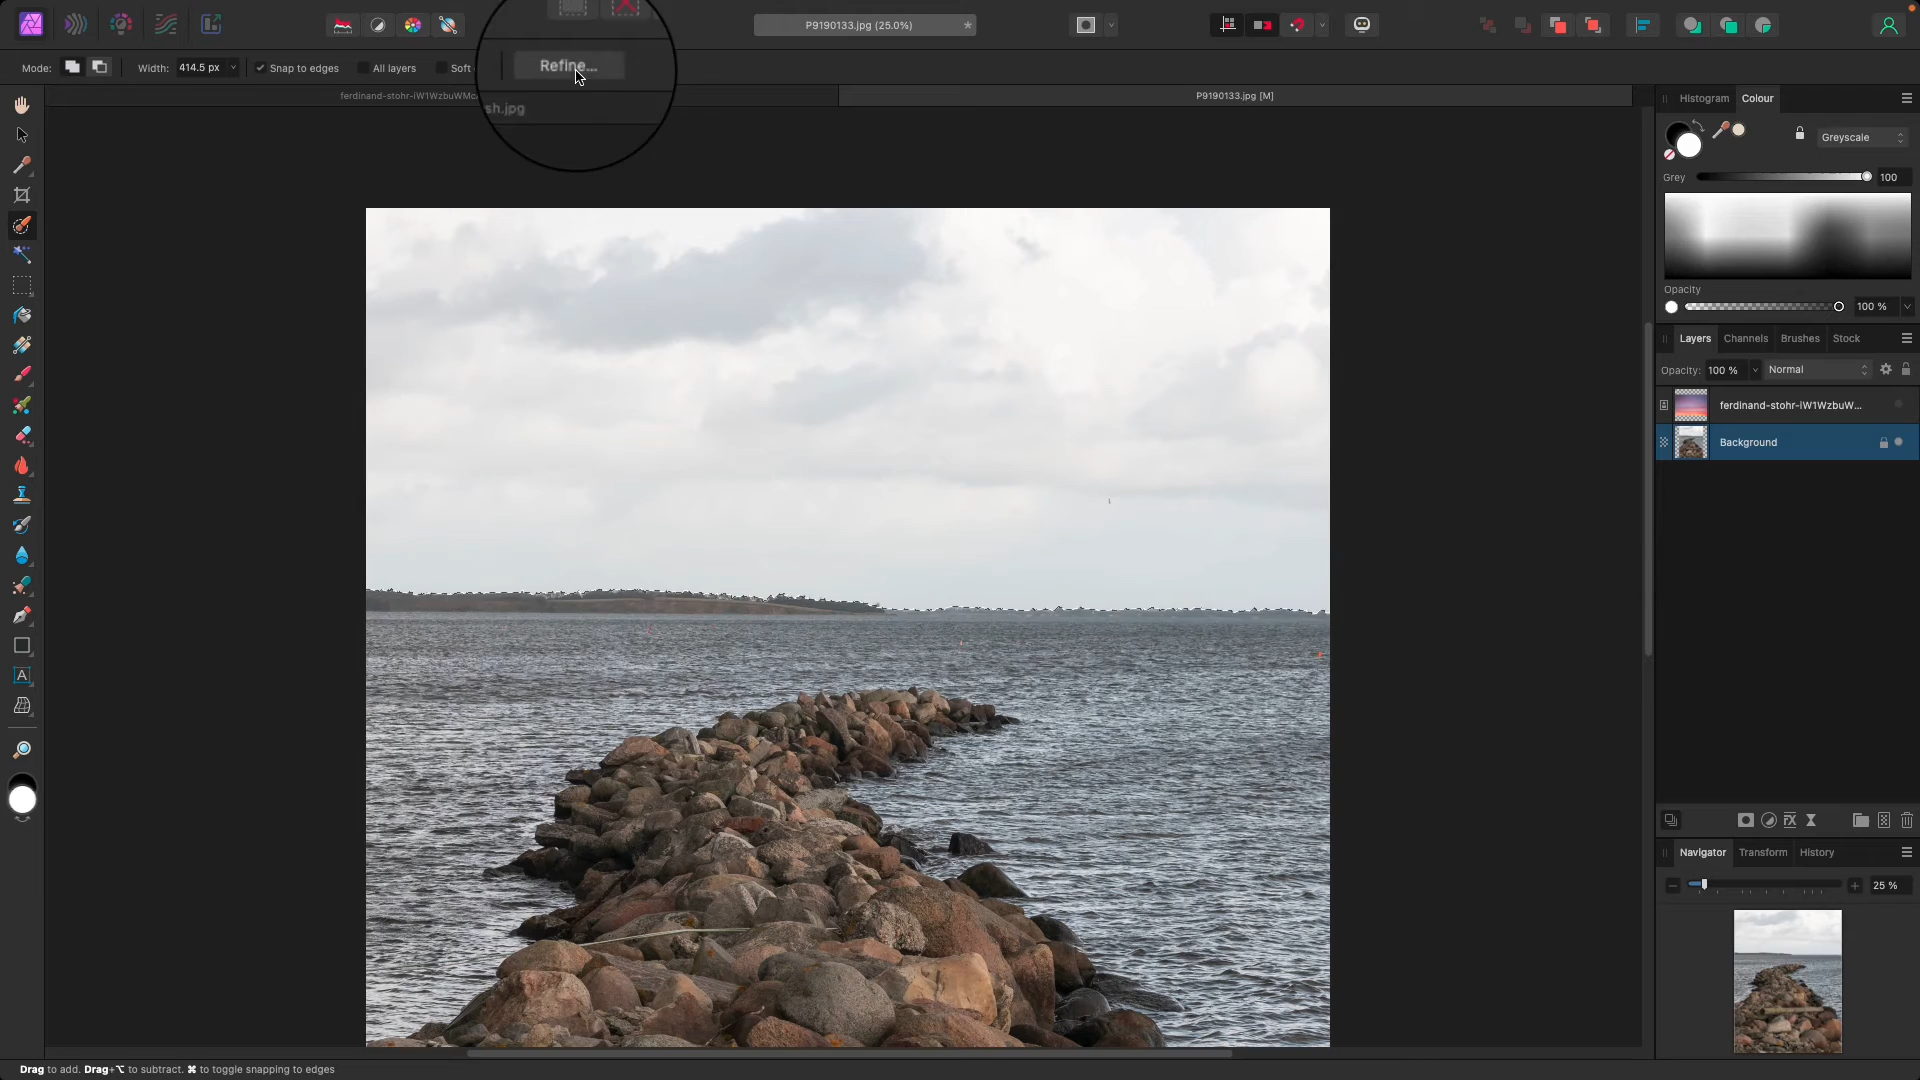 P9190133.jpg (25.0%)
*
Mode:
Width: 414.5 px
Snap to edges
All layers
Soft
Refine...
ferdinand-stohr-iW1WzbuWMc
sh.jpg
P9190133.jpg [M]
Histogram
Colour
Greyscale
Grey
100
Opacity
100 %
Layers
Channels
Brushes
Stock
Opacity: 100 %
Normal
ferdinand-stohr-iW1WzbuW...
Background
Navigator
Transform
History
25 %
A
Drag to add. Drag+⌥ to subtract. ⌘ to toggle snapping to edges